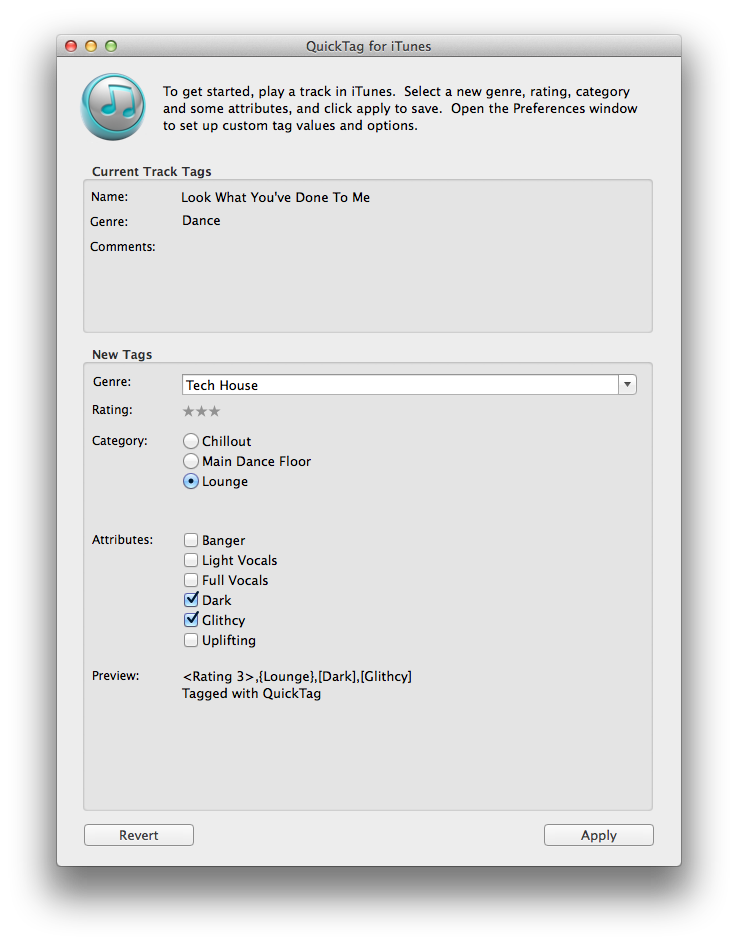 QuickTag for iTunes
To get started, play a track in iTunes.  Select a new genre, rating, category
and some attributes, and click apply to save.  Open the Preferences window
to set up custom tag values and options.
Current Track Tags
Name: Look What You've Done To Me
Genre: Dance
Comments:
New Tags
Genre: Tech House
Rating: ★★★
Category: Chillout
Main Dance Floor
Lounge
Attributes: Banger
Light Vocals
Full Vocals
Dark
Glithcy
Uplifting
Preview: <Rating 3>,{Lounge},[Dark],[Glithcy]
Tagged with QuickTag
Revert Apply